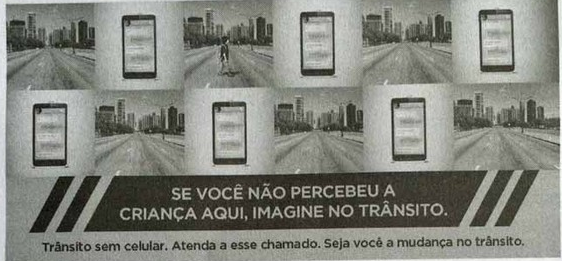 SE VOCÊ NÃO PERCEBEU A
CRIANÇA AQUI, IMAGINE NO TRÂNSITO.
Trânsito sem celular. Atenda a esse chamado. Seja você a mudança no trânsito.